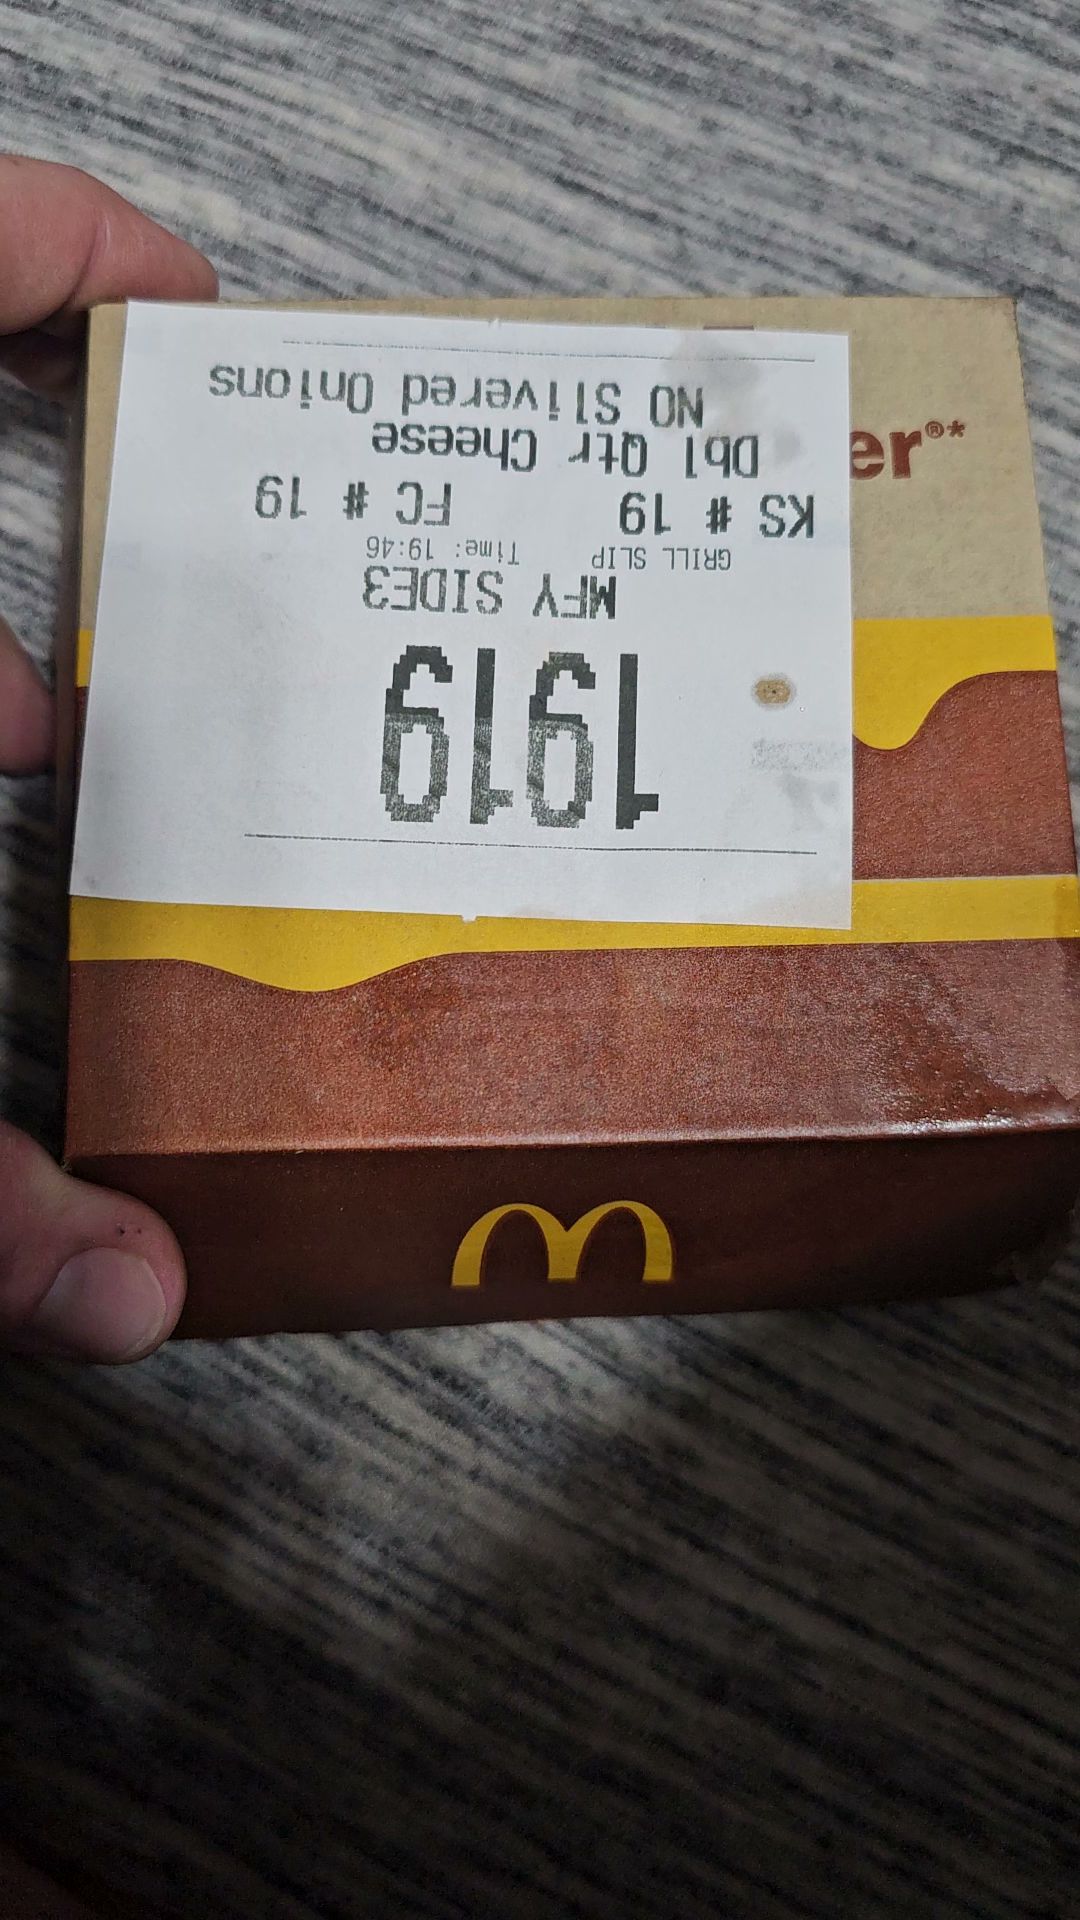 1919
MFY SIDE3
GRILL SLIP Time: 19:46
KS # 19 FC # 19
Dbl Qtr Cheese
NO Slivered Onions
er®*